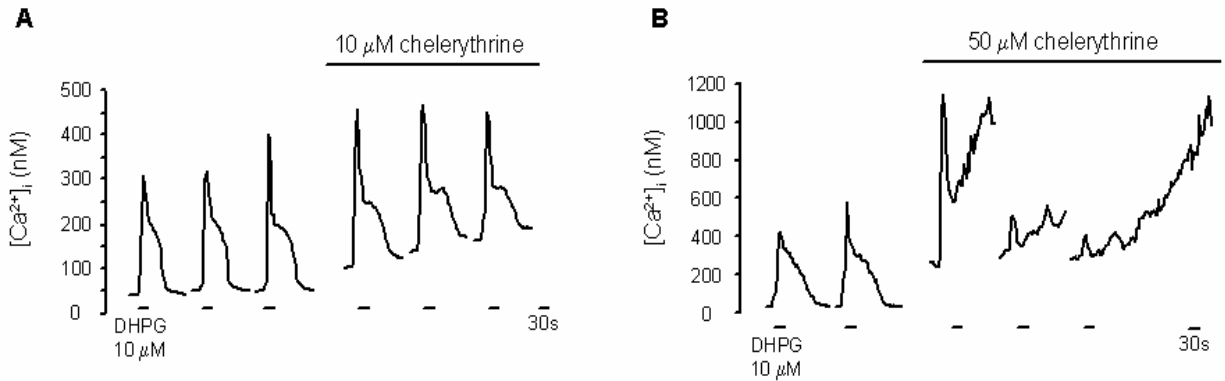 A
10 μM chelerythrine
[Ca²⁺]ᵢ (nM)
500
400
300
200
100
0
DHPG
10 μM
30s
B
50 μM chelerythrine
[Ca²⁺]ᵢ (nM)
1200
1000
800
600
400
200
0
DHPG
10 μM
30s